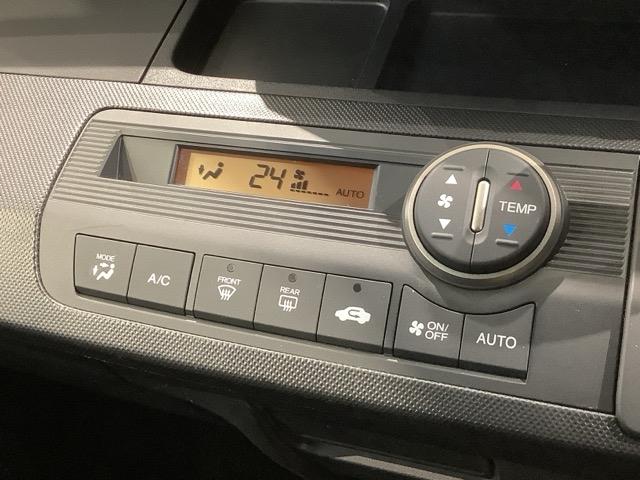 24
AUTO
TEMP
MODE
A/C
FRONT
REAR
ON/
OFF
AUTO